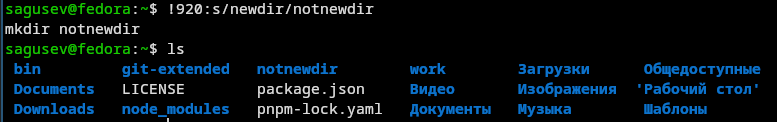 sagusev@fedora:~$ !920:s/newdir/notnewdir
mkdir notnewdir
sagusev@fedora:~$ ls
bin git-extended notnewdir work Загрузки Общедоступные
Documents LICENSE package.json Видео Изображения 'Рабочий стол'
Downloads node_modules pnpm-lock.yaml Документы Музыка Шаблоны